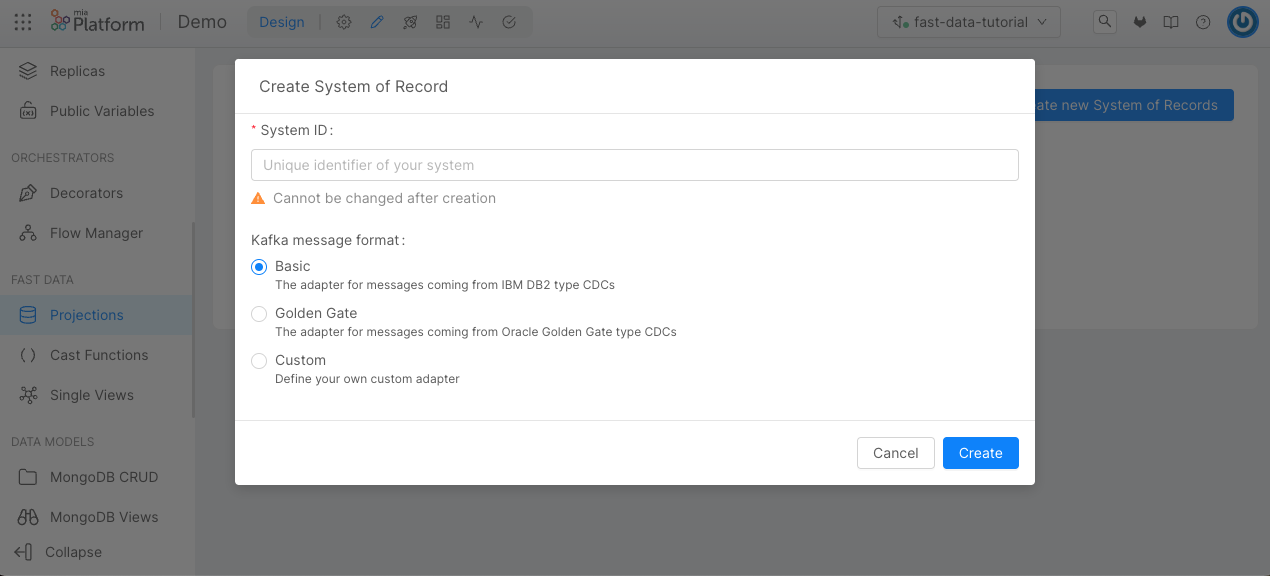 mia Platform
Demo
Design
fast-data-tutorial
Replicas
Public Variables
ORCHESTRATORS
Decorators
Flow Manager
FAST DATA
Projections
Cast Functions
Single Views
DATA MODELS
MongoDB CRUD
MongoDB Views
Collapse
ate new System of Records
Create System of Record
* System ID:
Unique identifier of your system
Cannot be changed after creation
Kafka message format:
Basic
The adapter for messages coming from IBM DB2 type CDCs
Golden Gate
The adapter for messages coming from Oracle Golden Gate type CDCs
Custom
Define your own custom adapter
Cancel
Create